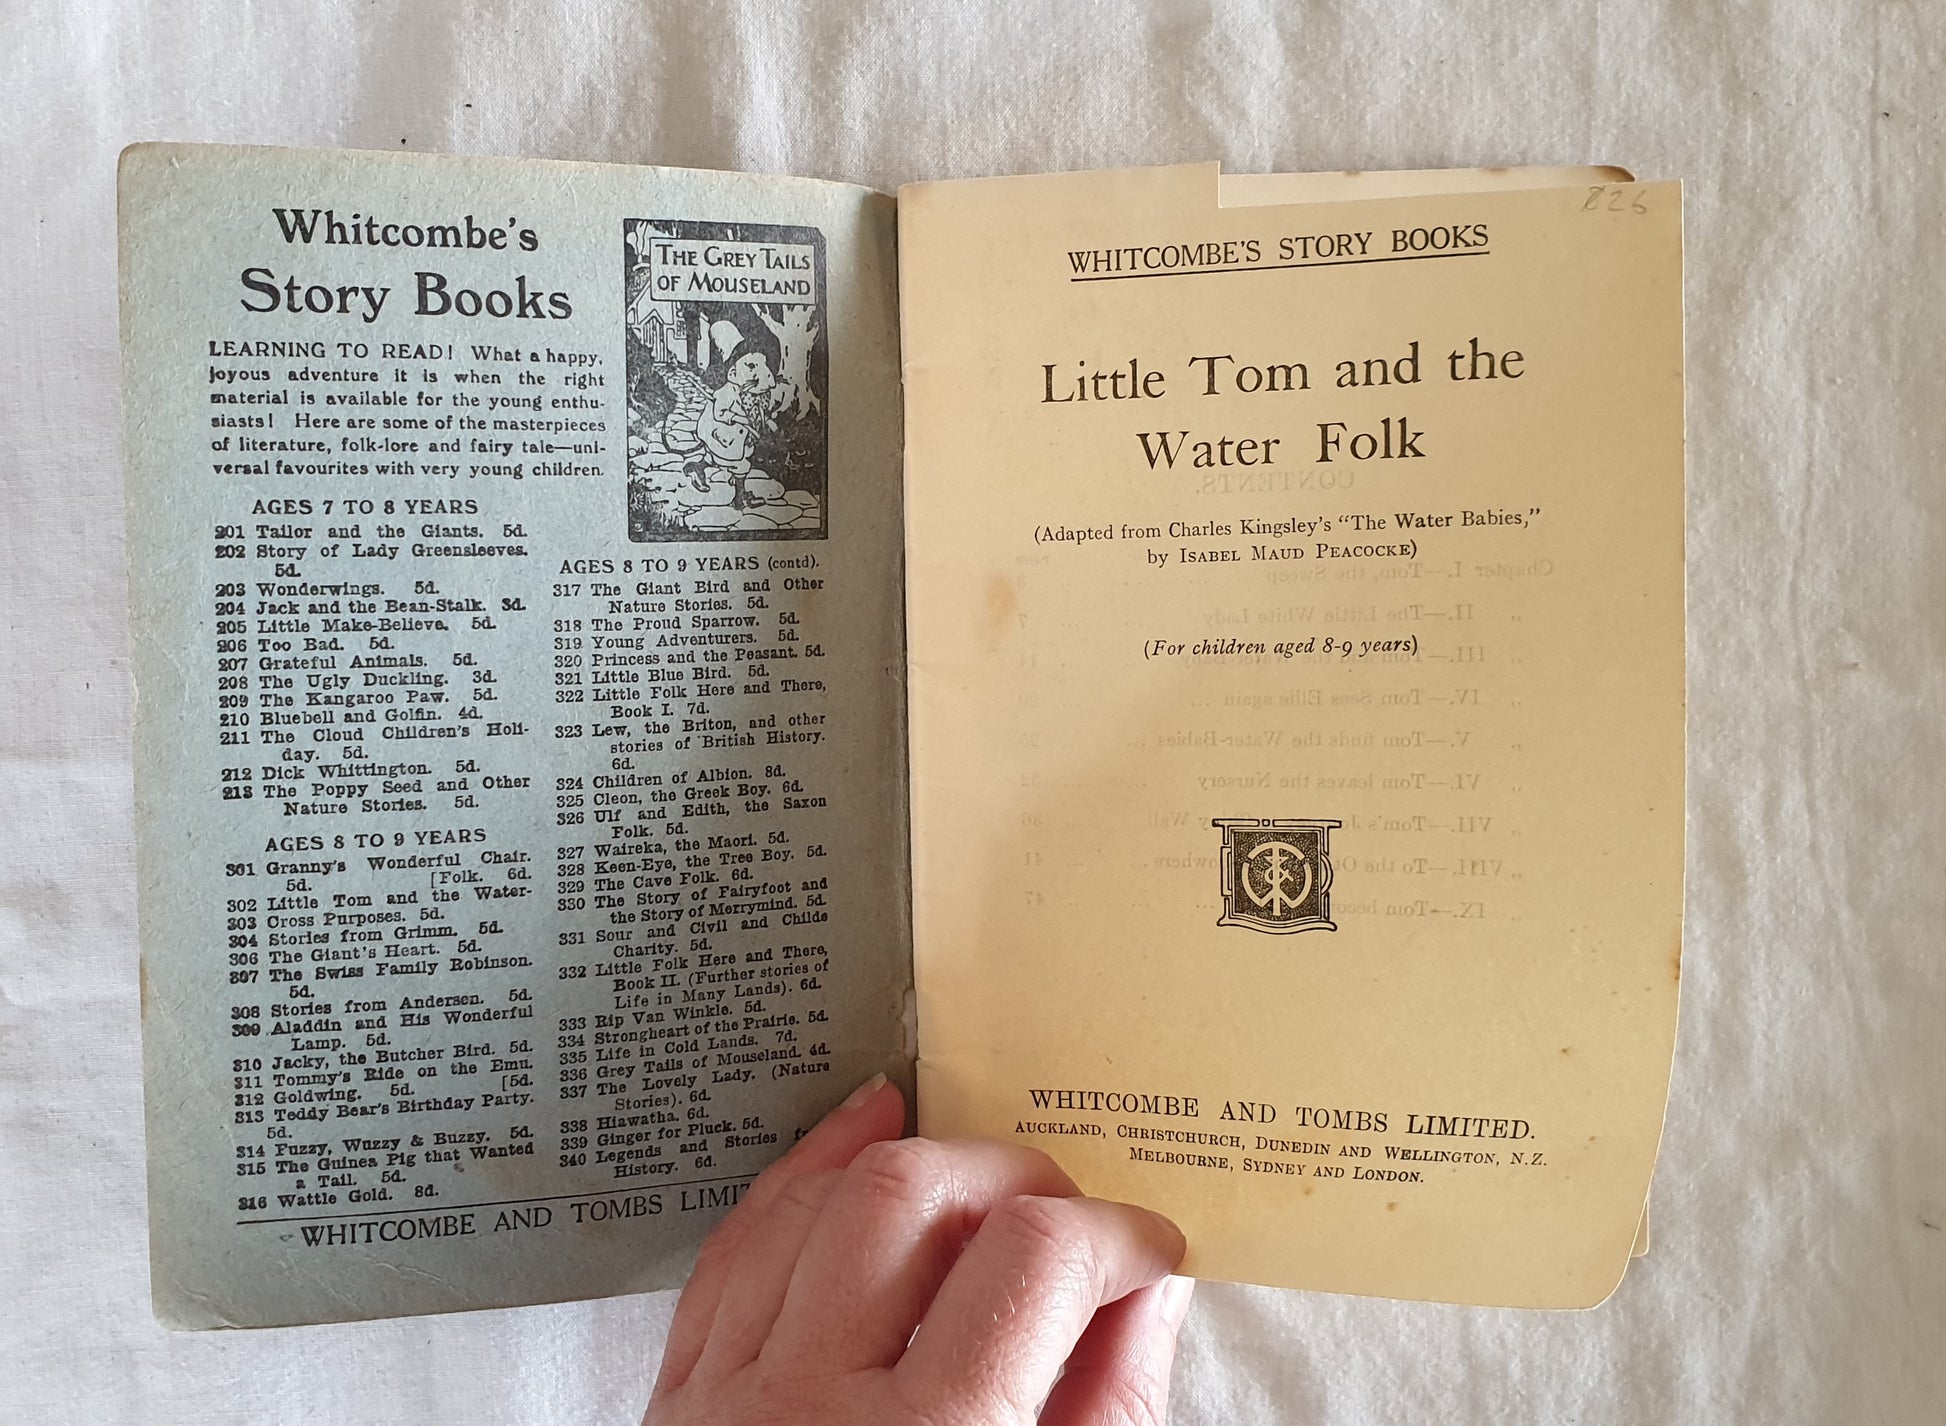 Whitcombe's
Story Books
LEARNING TO READ! What a happy,
joyous adventure it is when the right
material is available for the young enthu-
siasts! Here are some of the masterpieces
of literature, folk-lore and fairy tale—uni-
versal favourites with very young children.
THE GREY TAILS
OF MOUSELAND
AGES 7 TO 8 YEARS
201 Tailor and the Giants. 5d.
202 Story of Lady Greensleeves.
5d.
203 Wonderwings. 5d.
204 Jack and the Bean-Stalk. 3d.
205 Little Make-Believe. 5d.
206 Too Bad. 5d.
207 Grateful Animals. 5d.
208 The Ugly Duckling. 3d.
209 The Kangaroo Paw. 5d.
210 Bluebell and Golfin. 4d.
211 The Cloud Children's Holi-
day. 5d.
212 Dick Whittington. 5d.
213 The Poppy Seed and Other
Nature Stories. 5d.
AGES 8 TO 9 YEARS
301 Granny's Wonderful Chair.
5d. [Folk. 6d.
302 Little Tom and the Water-
303 Cross Purposes. 5d.
304 Stories from Grimm. 5d.
306 The Giant's Heart. 5d.
307 The Swiss Family Robinson.
5d.
308 Stories from Andersen. 5d.
309 Aladdin and His Wonderful
Lamp. 5d.
310 Jacky, the Butcher Bird. 5d.
311 Tommy's Ride on the Emu.
312 Goldwing. 5d. [5d.
313 Teddy Bear's Birthday Party.
5d.
314 Fuzzy, Wuzzy & Buzzy. 5d.
315 The Guinea Pig that Wanted
a Tail. 5d.
316 Wattle Gold. 8d.
AGES 8 TO 9 YEARS (contd).
317 The Giant Bird and Other
Nature Stories. 5d.
318 The Proud Sparrow. 5d.
319 Young Adventurers. 5d.
320 Princess and the Peasant. 5d.
321 Little Blue Bird. 5d.
322 Little Folk Here and There,
Book I. 7d.
323 Lew, the Briton, and other
stories of British History.
6d.
324 Children of Albion. 8d.
325 Cleon, the Greek Boy. 6d.
326 Ulf and Edith, the Saxon
Folk. 5d.
327 Waireka, the Maori. 5d.
328 Keen-Eye, the Tree Boy. 5d.
329 The Cave Folk. 6d.
330 The Story of Fairyfoot and
the Story of Merrymind. 5d.
331 Sour and Civil and Childe
Charity. 5d.
332 Little Folk Here and There,
Book II. (Further stories of
Life in Many Lands). 6d.
333 Rip Van Winkle. 5d.
334 Strongheart of the Prairie. 5d.
335 Life in Cold Lands. 7d.
336 Grey Tails of Mouseland. 4d.
337 The Lovely Lady. (Nature
Stories). 6d.
338 Hiawatha. 6d.
339 Ginger for Pluck. 5d.
340 Legends and Stories
History. 6d.
WHITCOMBE AND TOMBS
826
WHITCOMBE'S STORY BOOKS
Little Tom and the
Water Folk
(Adapted from Charles Kingsley's "The Water Babies,"
by ISABEL MAUD PEACOCKE)
(For children aged 8-9 years)
WHITCOMBE AND TOMBS LIMITED.
AUCKLAND, CHRISTCHURCH, DUNEDIN AND WELLINGTON, N.Z.
MELBOURNE, SYDNEY AND LONDON.